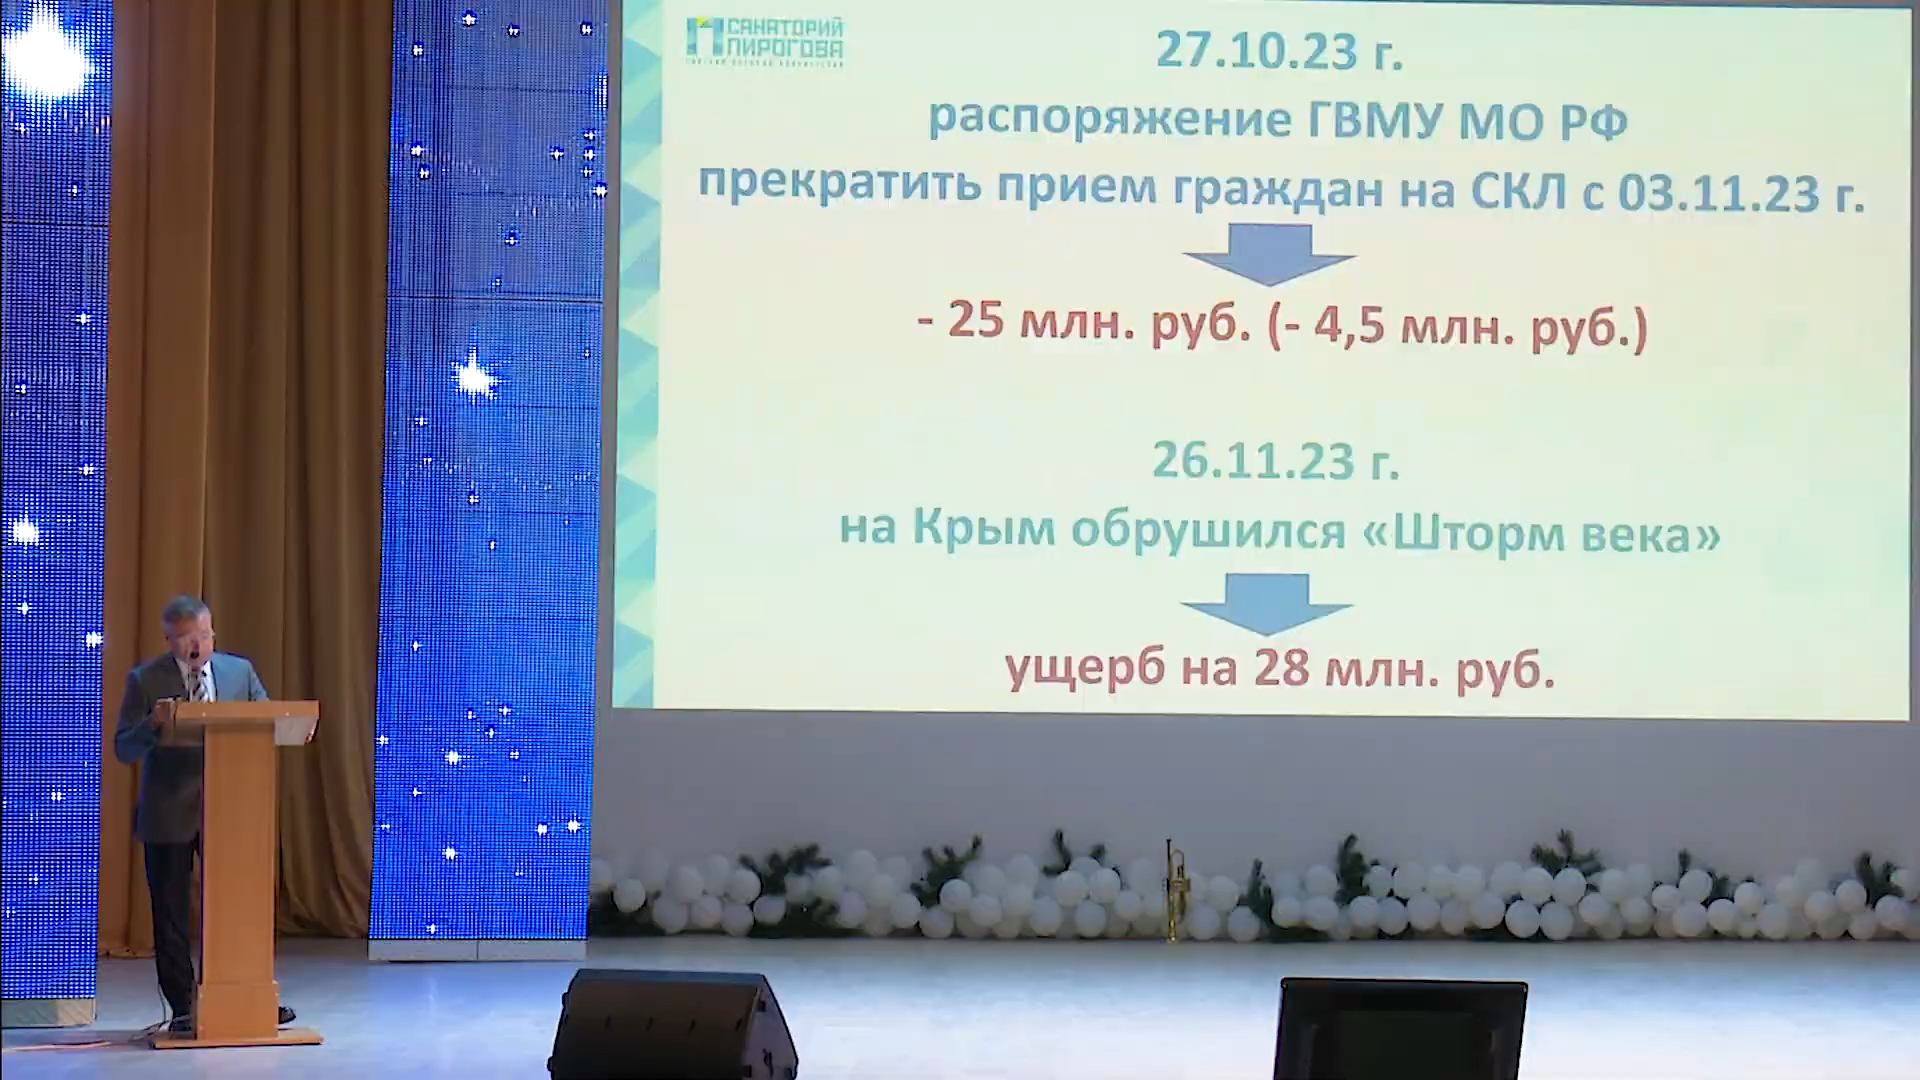 САНАТОРИЙ
ПИРОГОВА
27.10.23 г.
распоряжение ГВМУ МО РФ
прекратить прием граждан на СКЛ с 03.11.23 г.
- 25 млн. руб. (- 4,5 млн. руб.)
26.11.23 г.
на Крым обрушился «Шторм века»
ущерб на 28 млн. руб.